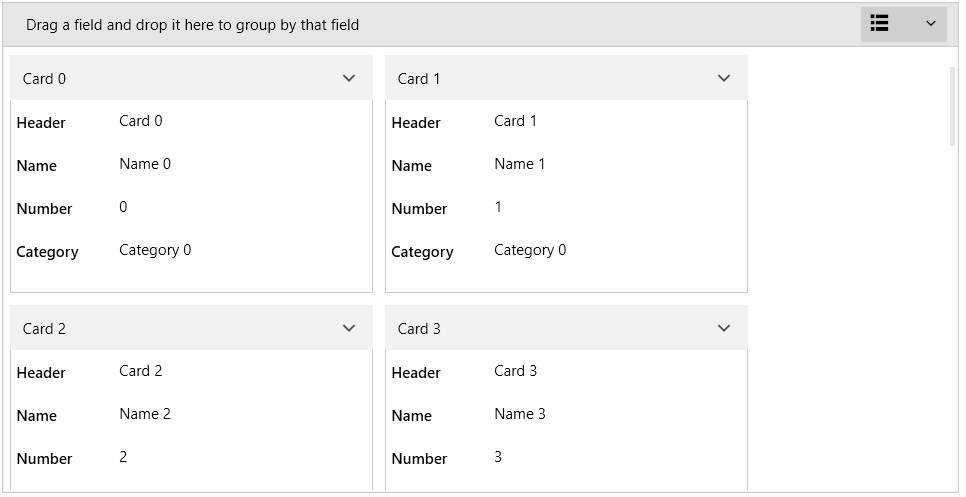 Drag a field and drop it here to group by that field
Card 0
Header Card 0
Name Name 0
Number 0
Category Category 0
Card 1
Header Card 1
Name Name 1
Number 1
Category Category 0
Card 2
Header Card 2
Name Name 2
Number 2
Card 3
Header Card 3
Name Name 3
Number 3